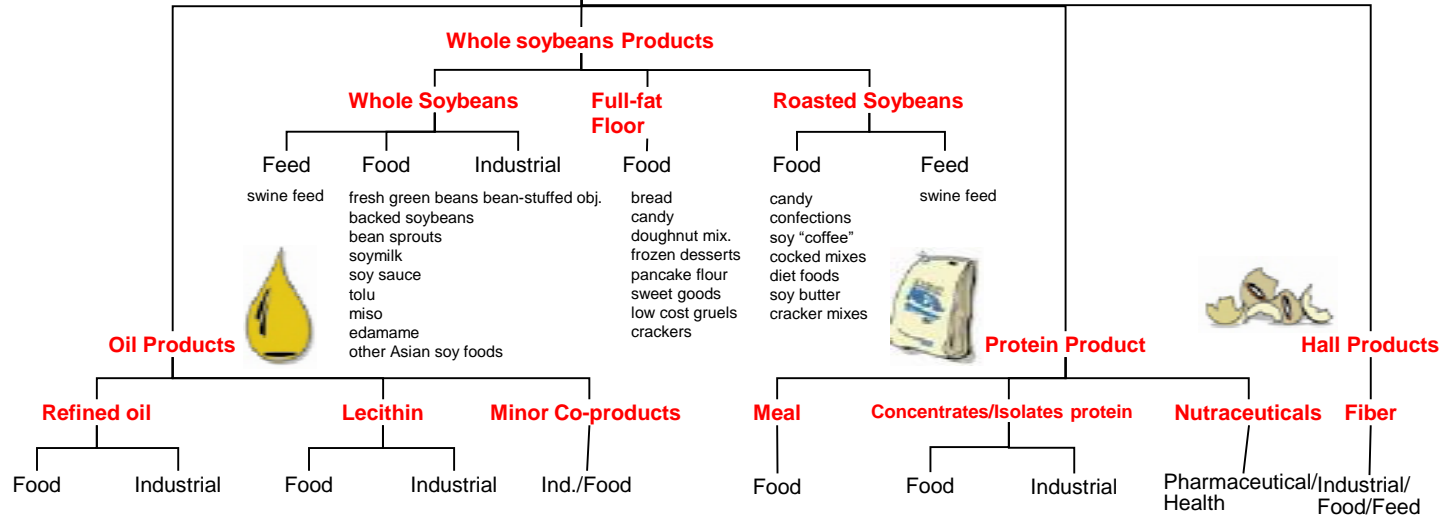 Whole soybeans Products
Whole Soybeans
Full-fat
Floor
Roasted Soybeans
Feed
Food
Industrial
Food
Food
Feed
swine feed
fresh green beans bean-stuffed obj.
backed soybeans
bean sprouts
soymilk
soy sauce
tolu
miso
edamame
other Asian soy foods
bread
candy
doughnut mix.
frozen desserts
pancake flour
sweet goods
low cost gruels
crackers
candy
confections
soy “coffee”
cocked mixes
diet foods
soy butter
cracker mixes
swine feed
Oil Products
Protein Product
Hall Products
Refined oil
Lecithin
Minor Co-products
Meal
Concentrates/Isolates protein
Nutraceuticals
Fiber
Food
Industrial
Food
Industrial
Ind./Food
Food
Food
Industrial
Pharmaceutical/
Health
Industrial/
Food/Feed